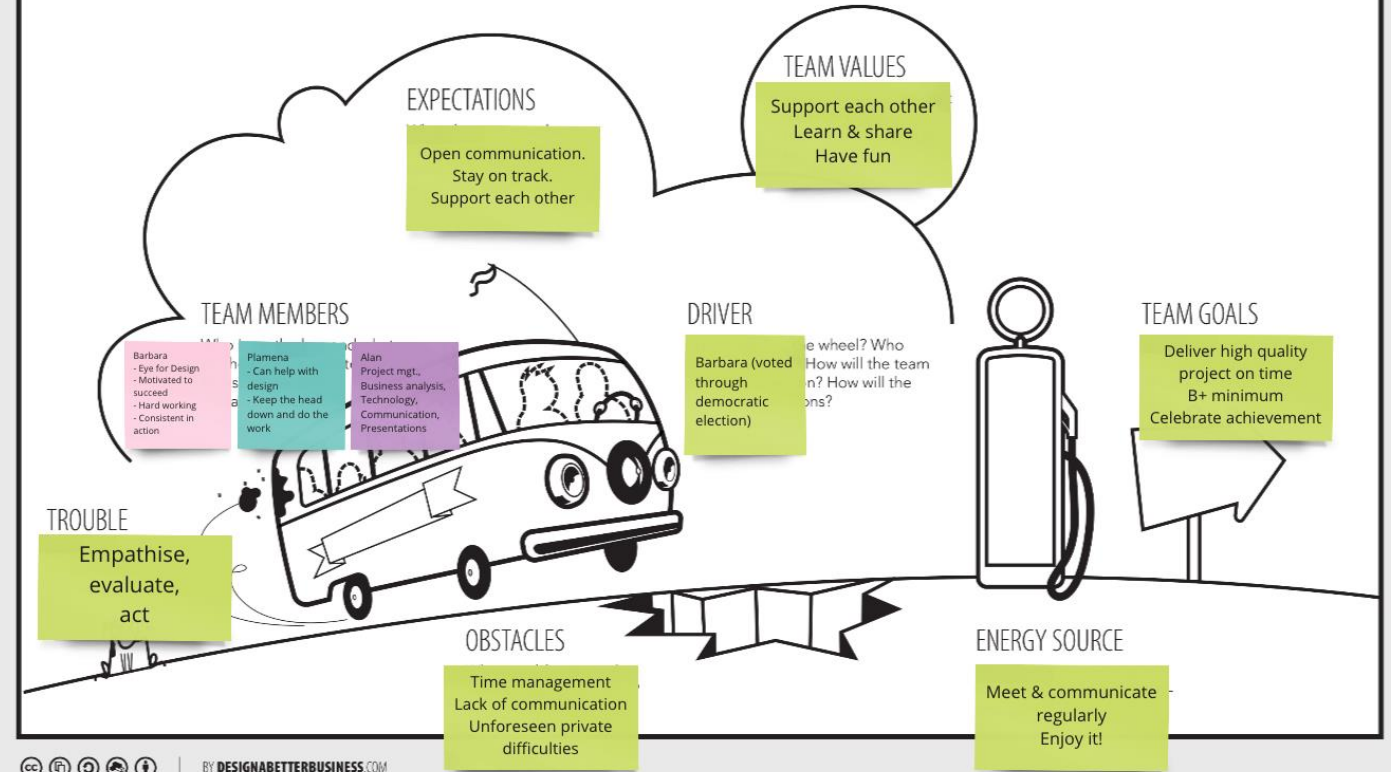 EXPECTATIONS
Open communication.
Stay on track.
Support each other
TEAM VALUES
Support each other
Learn & share
Have fun
TEAM MEMBERS
Barbara
- Eye for Design
- Motivated to
succeed
- Hard working
- Consistent in
action
Plamena
- Can help with
design
- Keep the head
down and do the
work
Alan
Project mgt.,
Business analysis,
Technology,
Communication,
Presentations
DRIVER
Barbara (voted
through
democratic
election)
wheel? Who
How will the team
How will the
TEAM GOALS
Deliver high quality
project on time
B+ minimum
Celebrate achievement
TROUBLE
Empathise,
evaluate,
act
OBSTACLES
Time management
Lack of communication
Unforeseen private
difficulties
ENERGY SOURCE
Meet & communicate
regularly
Enjoy it!
cc
BY DESIGNABETTERBUSINESS.COM